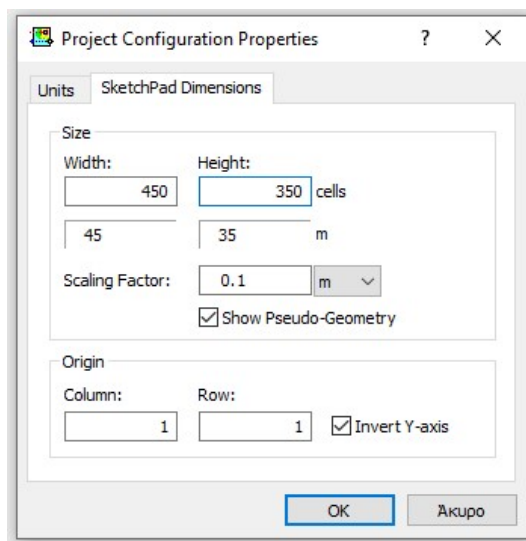 Project Configuration Properties ? X
Units SketchPad Dimensions
Size
Width: Height:
450 350 cells
45 35 m
Scaling Factor: 0.1 m
Show Pseudo-Geometry
Origin
Column: Row:
1 1 Invert Y-axis
OK Άκυρο